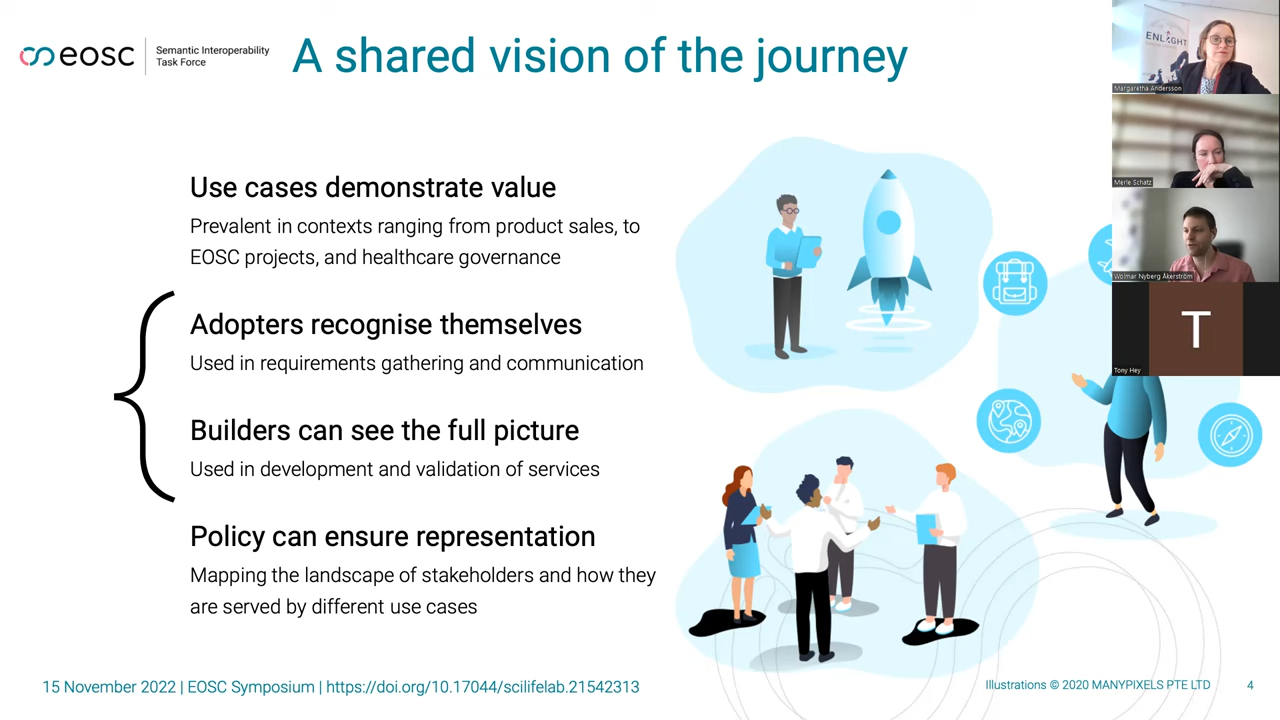 eosc
Semantic Interoperability
Task Force
A shared vision of the journey
Use cases demonstrate value
Prevalent in contexts ranging from product sales, to
EOSC projects, and healthcare governance
Adopters recognise themselves
Used in requirements gathering and communication
Builders can see the full picture
Used in development and validation of services
Policy can ensure representation
Mapping the landscape of stakeholders and how they
are served by different use cases
15 November 2022 | EOSC Symposium | https://doi.org/10.17044/scilifelab.21542313
Illustrations © 2020 MANYPIXELS PTE LTD
4
ENLIGHT
Margaretha Andersson
Merle Schatz
Wolmar Nyberg Åkerström
T
Tony Hey